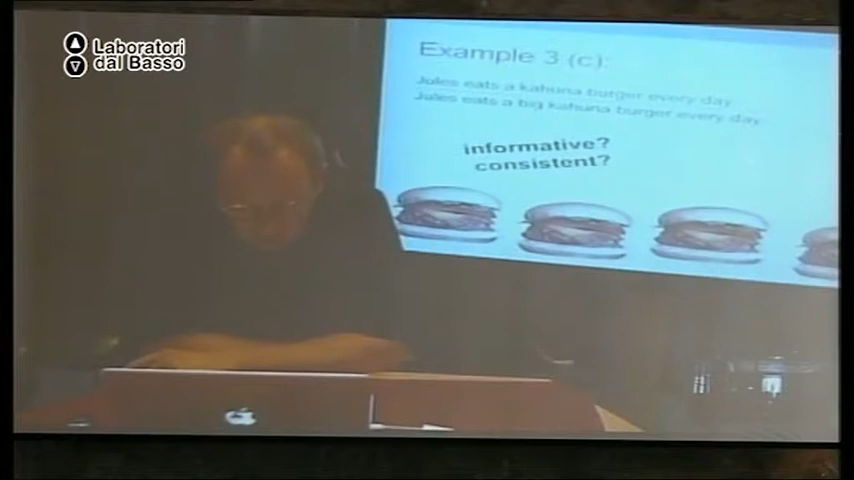 Laboratori
dal Basso
Example 3 (c):
Jules eats a kahuna burger every day
Jules eats a big kahuna burger every day
informative?
consistent?